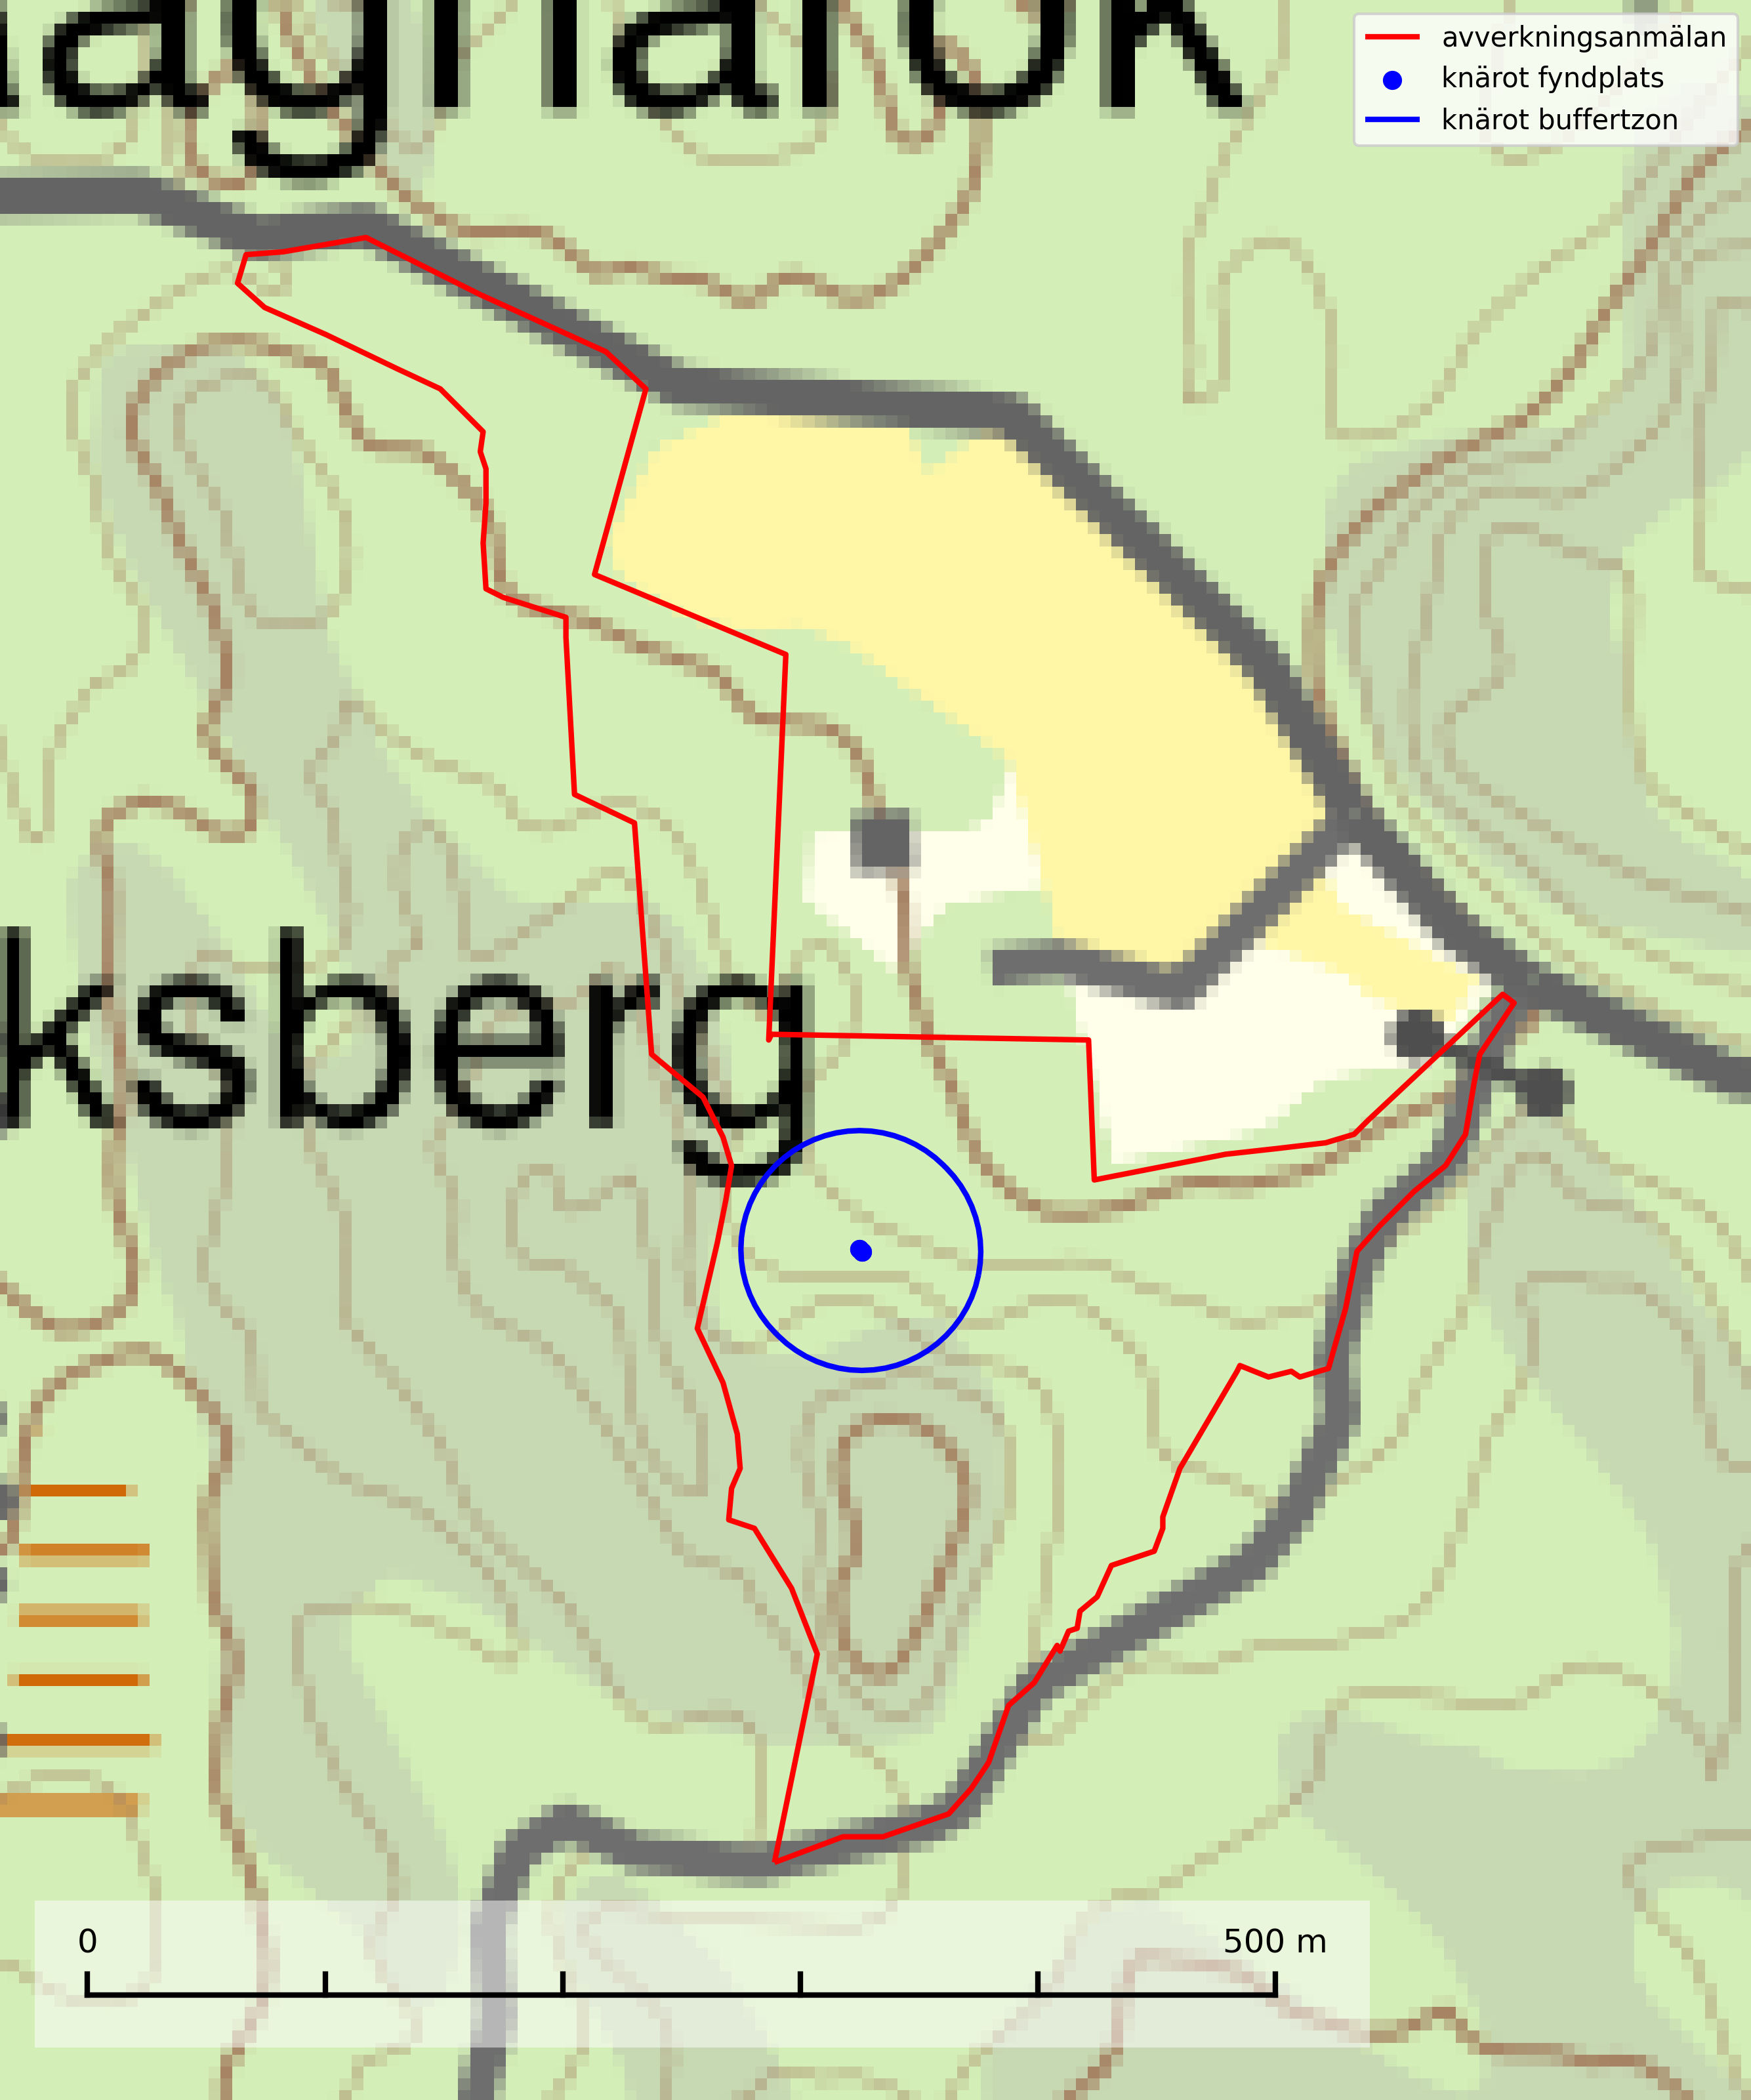 avverkningsanmälan
knärot fyndplats
knärot buffertzon
ksberg
0 500 m